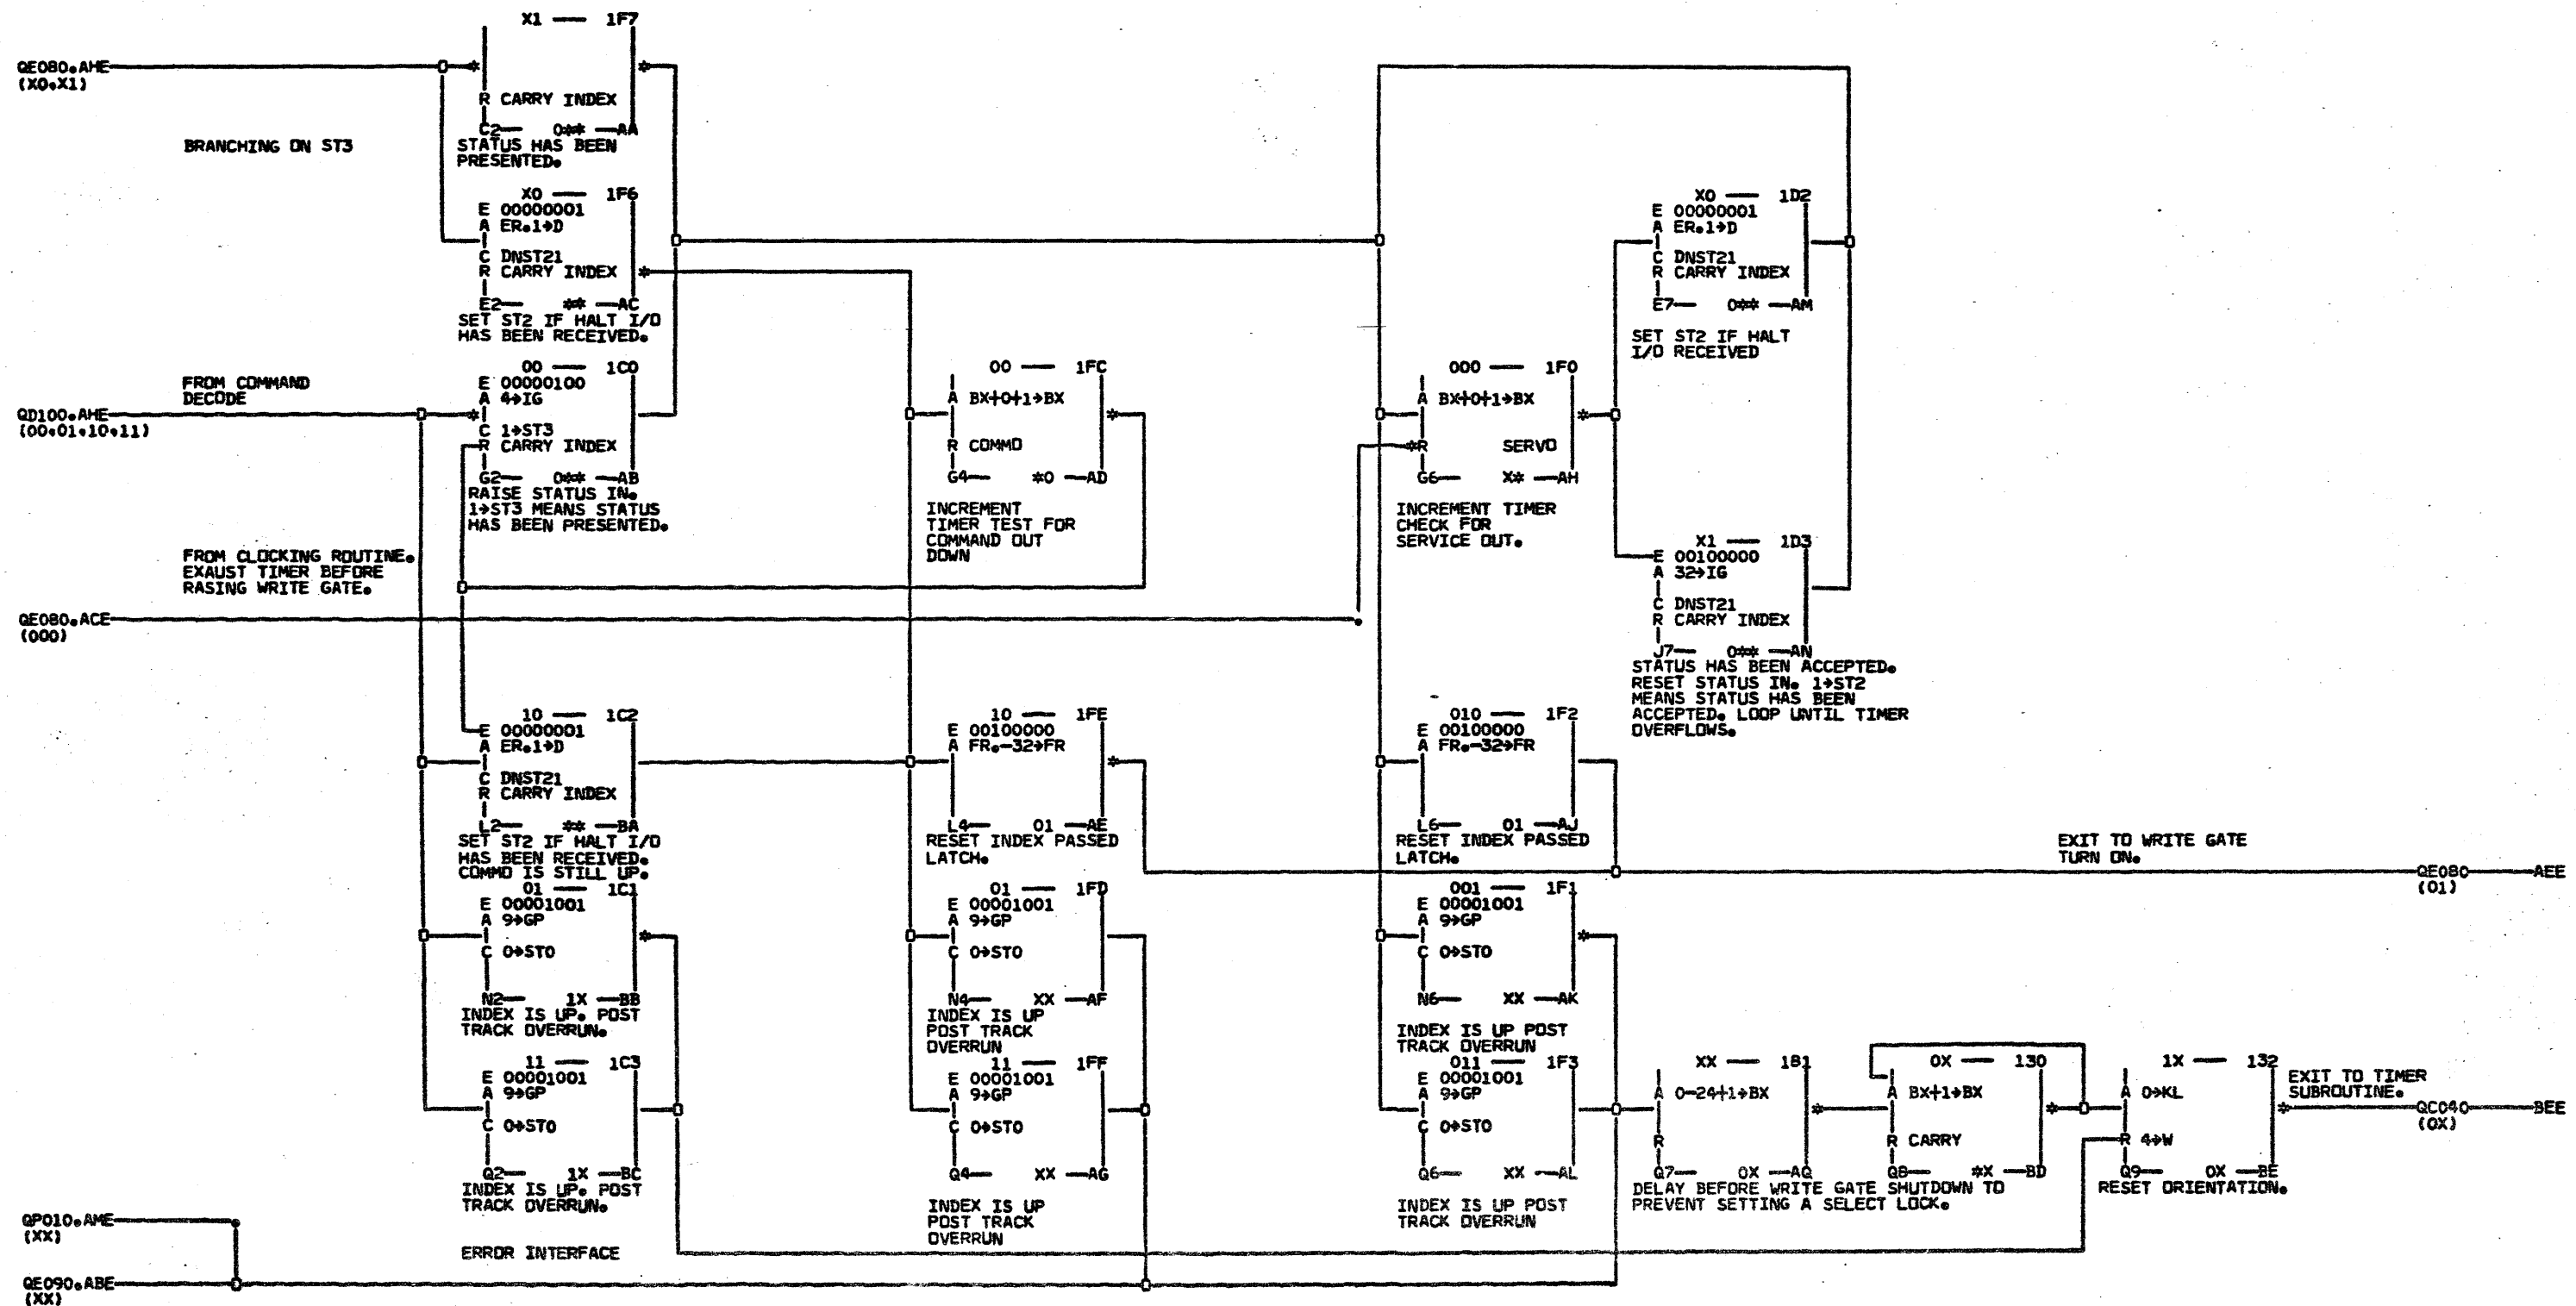 X1 — 1F7
QE080.AHE
(X0.X1)
R CARRY INDEX
C2— 0** —AA
STATUS HAS BEEN
PRESENTED.
BRANCHING ON ST3
X0 — 1F6
E 00000001
A ER.1→D
C DNST21
R CARRY INDEX
E2— ** —AC
SET ST2 IF HALT I/O
HAS BEEN RECEIVED.
X0 — 1D2
E 00000001
A ER.1→D
C DNST21
R CARRY INDEX
E7— 0** —AM
SET ST2 IF HALT
I/O RECEIVED
FROM COMMAND
DECODE
QD100.AHE
(00.01.10.11)
00 — 1C0
E 00000100
A 4→IG
C 1→ST3
R CARRY INDEX
G2— 0** —AB
RAISE STATUS IN.
1→ST3 MEANS STATUS
HAS BEEN PRESENTED.
00 — 1FC
A BX+0+1→BX
R COMMO
G4— *0 —AD
INCREMENT
TIMER TEST FOR
COMMAND OUT
DOWN
000 — 1F0
A BX+0+1→BX
*R SERVO
G6— X* —AH
INCREMENT TIMER
CHECK FOR
SERVICE OUT.
X1 — 1D3
E 00100000
A 32→IG
C DNST21
R CARRY INDEX
J7— 0** —AN
STATUS HAS BEEN ACCEPTED.
RESET STATUS IN. 1→ST2
MEANS STATUS HAS BEEN
ACCEPTED. LOOP UNTIL TIMER
OVERFLOWS.
FROM CLOCKING ROUTINE.
EXAUST TIMER BEFORE
RASING WRITE GATE.
QE080.ACE
(000)
10 — 1C2
E 00000001
A ER.1→D
C DNST21
R CARRY INDEX
L2— ** —BA
SET ST2 IF HALT I/O
HAS BEEN RECEIVED.
COMMO IS STILL UP.
10 — 1FE
E 00100000
A FR.-32→FR
L4— 01 —AE
RESET INDEX PASSED
LATCH.
010 — 1F2
E 00100000
A FR.-32→FR
L6— 01 —AJ
RESET INDEX PASSED
LATCH.
EXIT TO WRITE GATE
TURN ON.
QE080 —AEE
(01)
01 — 1C1
E 00001001
A 9→GP
C 0→ST0
N2— 1X —BB
INDEX IS UP. POST
TRACK OVERRUN.
01 — 1FD
E 00001001
A 9→GP
C 0→ST0
N4— XX —AF
INDEX IS UP
POST TRACK
OVERRUN
001 — 1F1
E 00001001
A 9→GP
C 0→ST0
N6— XX —AK
INDEX IS UP POST
TRACK OVERRUN
11 — 1C3
E 00001001
A 9→GP
C 0→ST0
Q2— 1X —BC
INDEX IS UP. POST
TRACK OVERRUN.
11 — 1FF
E 00001001
A 9→GP
C 0→ST0
Q4— XX —AG
INDEX IS UP
POST TRACK
OVERRUN
011 — 1F3
E 00001001
A 9→GP
C 0→ST0
Q6— XX —AL
INDEX IS UP POST
TRACK OVERRUN
XX — 1B1
A 0-24+1→BX
R
Q7— 0X —AQ
DELAY BEFORE WRITE GATE SHUTDOWN TO
PREVENT SETTING A SELECT LOCK.
0X — 130
A BX+1→BX
R CARRY
Q8— *X —BD
1X — 132
A 0→KL
R 4→W
Q9— 0X —BE
RESET ORIENTATION.
EXIT TO TIMER
SUBROUTINE.
QC040 —BEE
(0X)
QP010.AME
(XX)
ERROR INTERFACE
QE090.ABE
(XX)